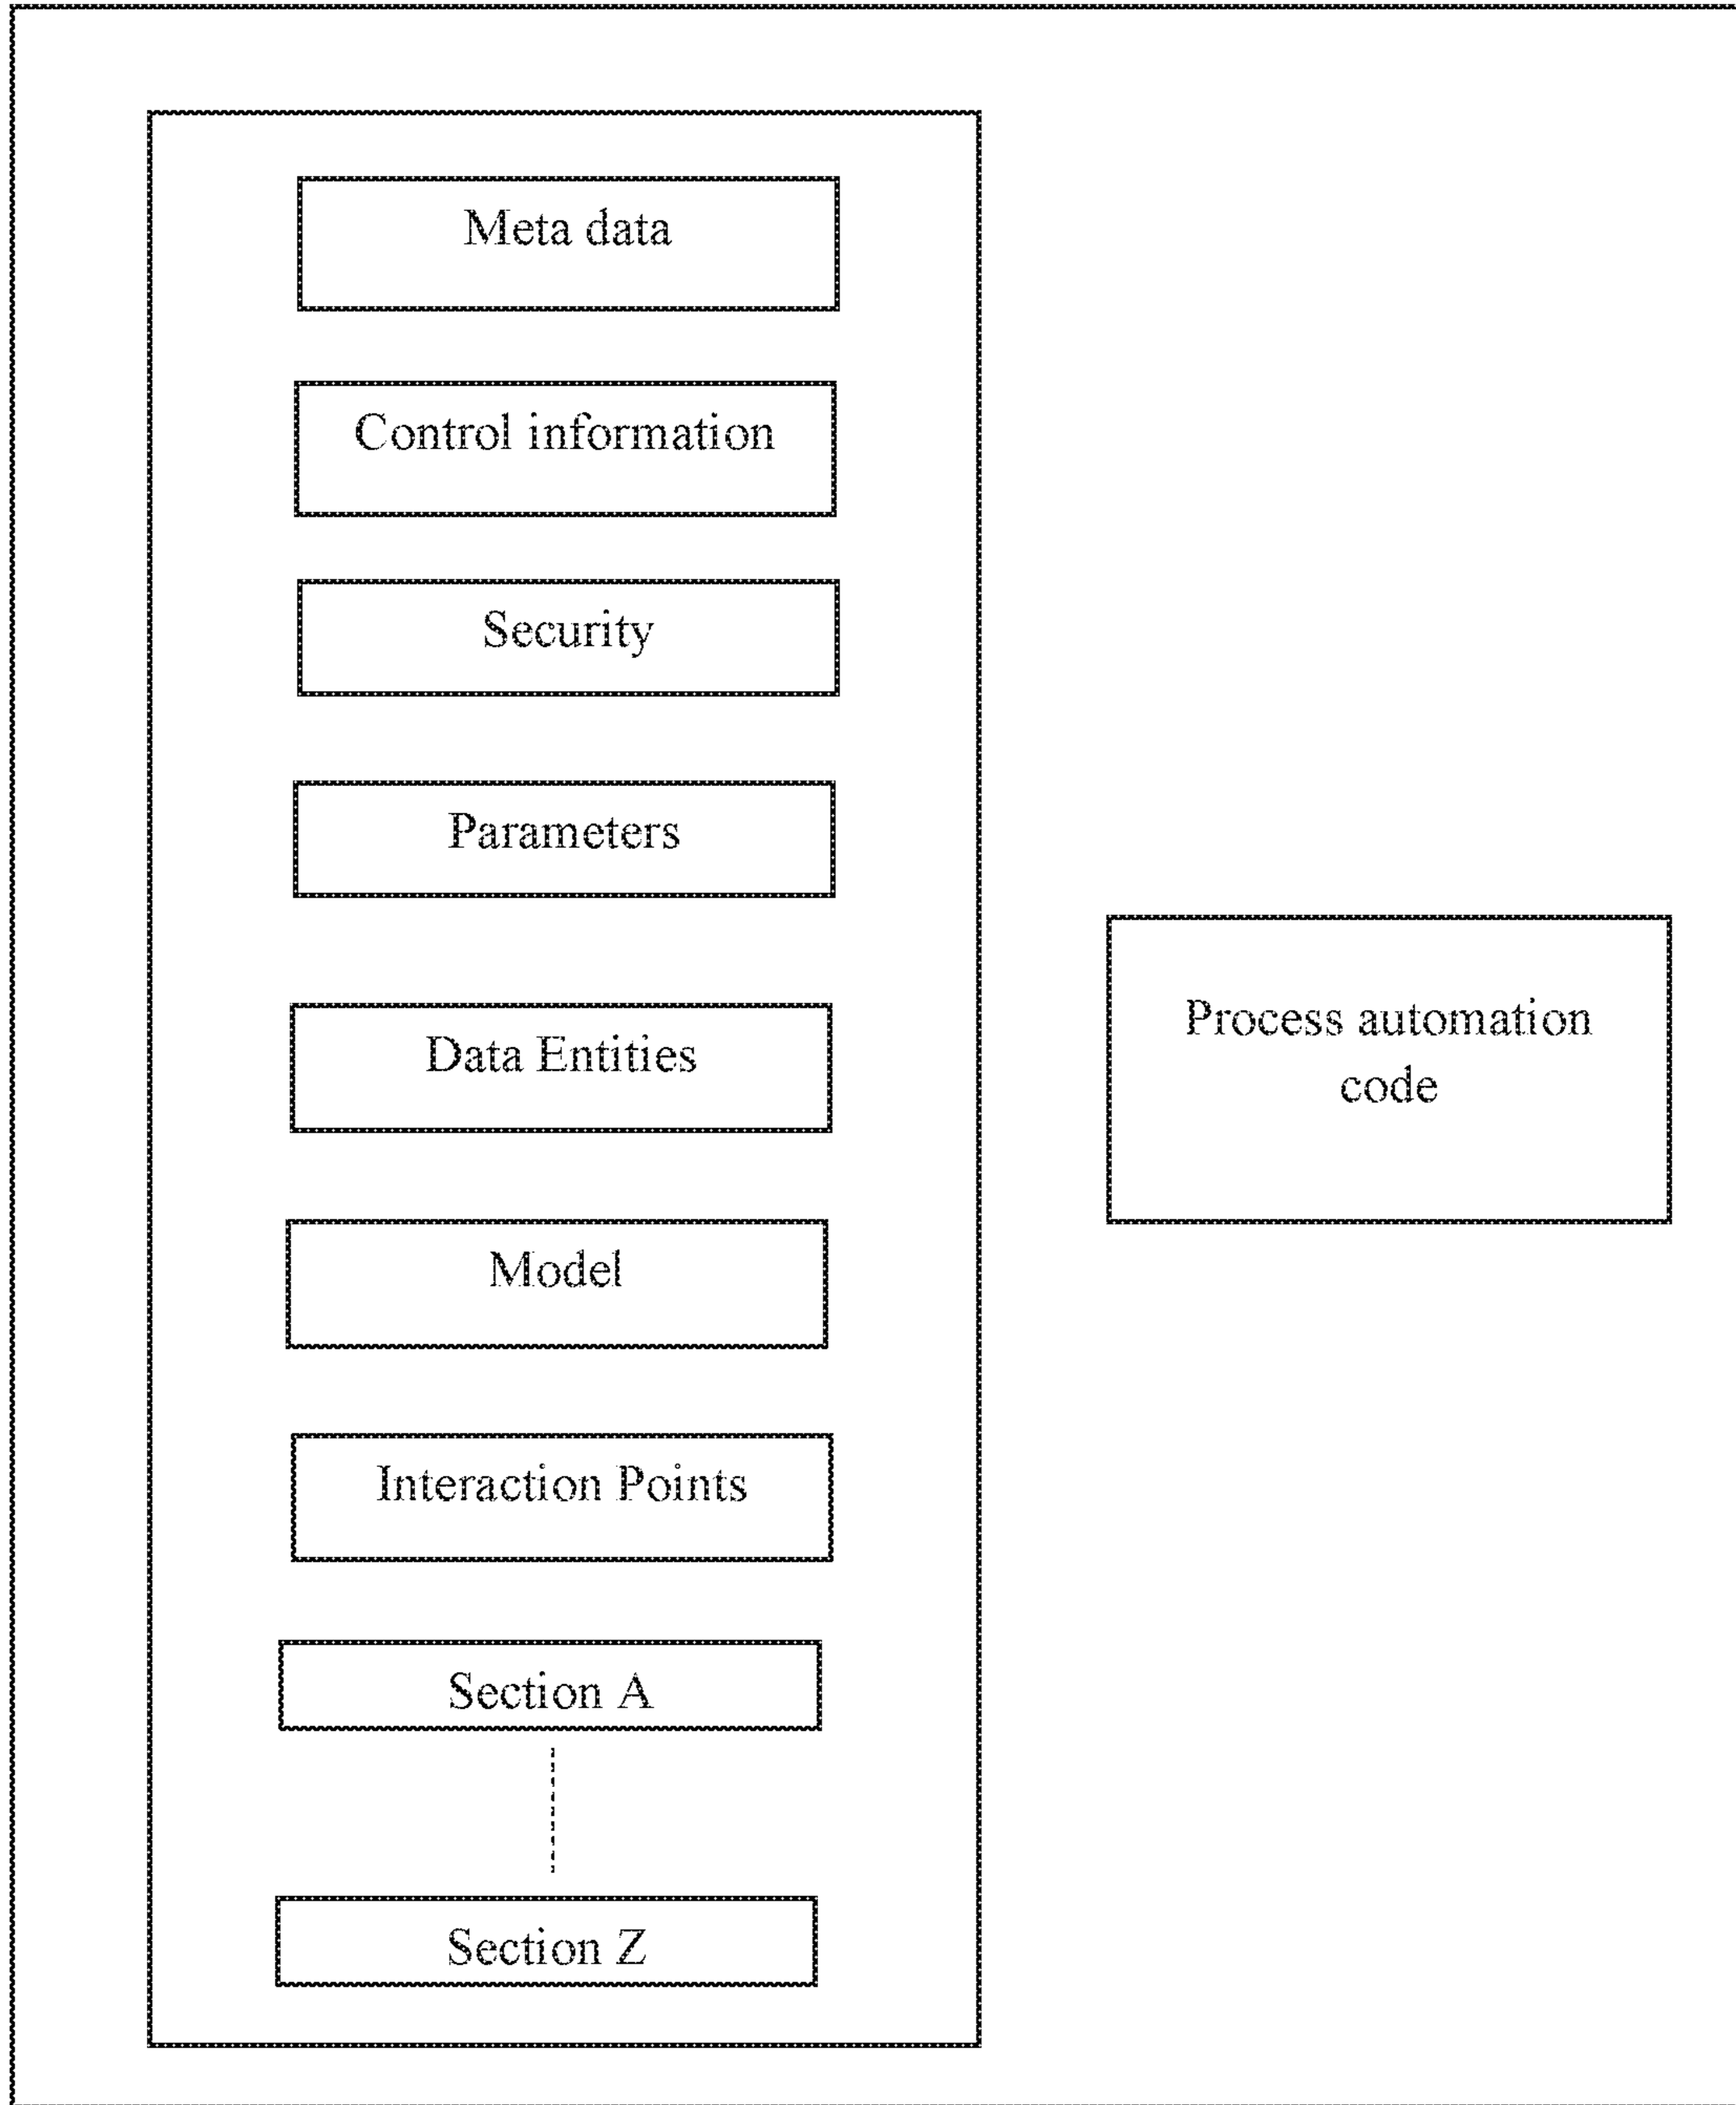 Meta data
Control information
Security
Parameters
Data Entities
Model
Interaction Points
Section A
Section Z
Process automation
code